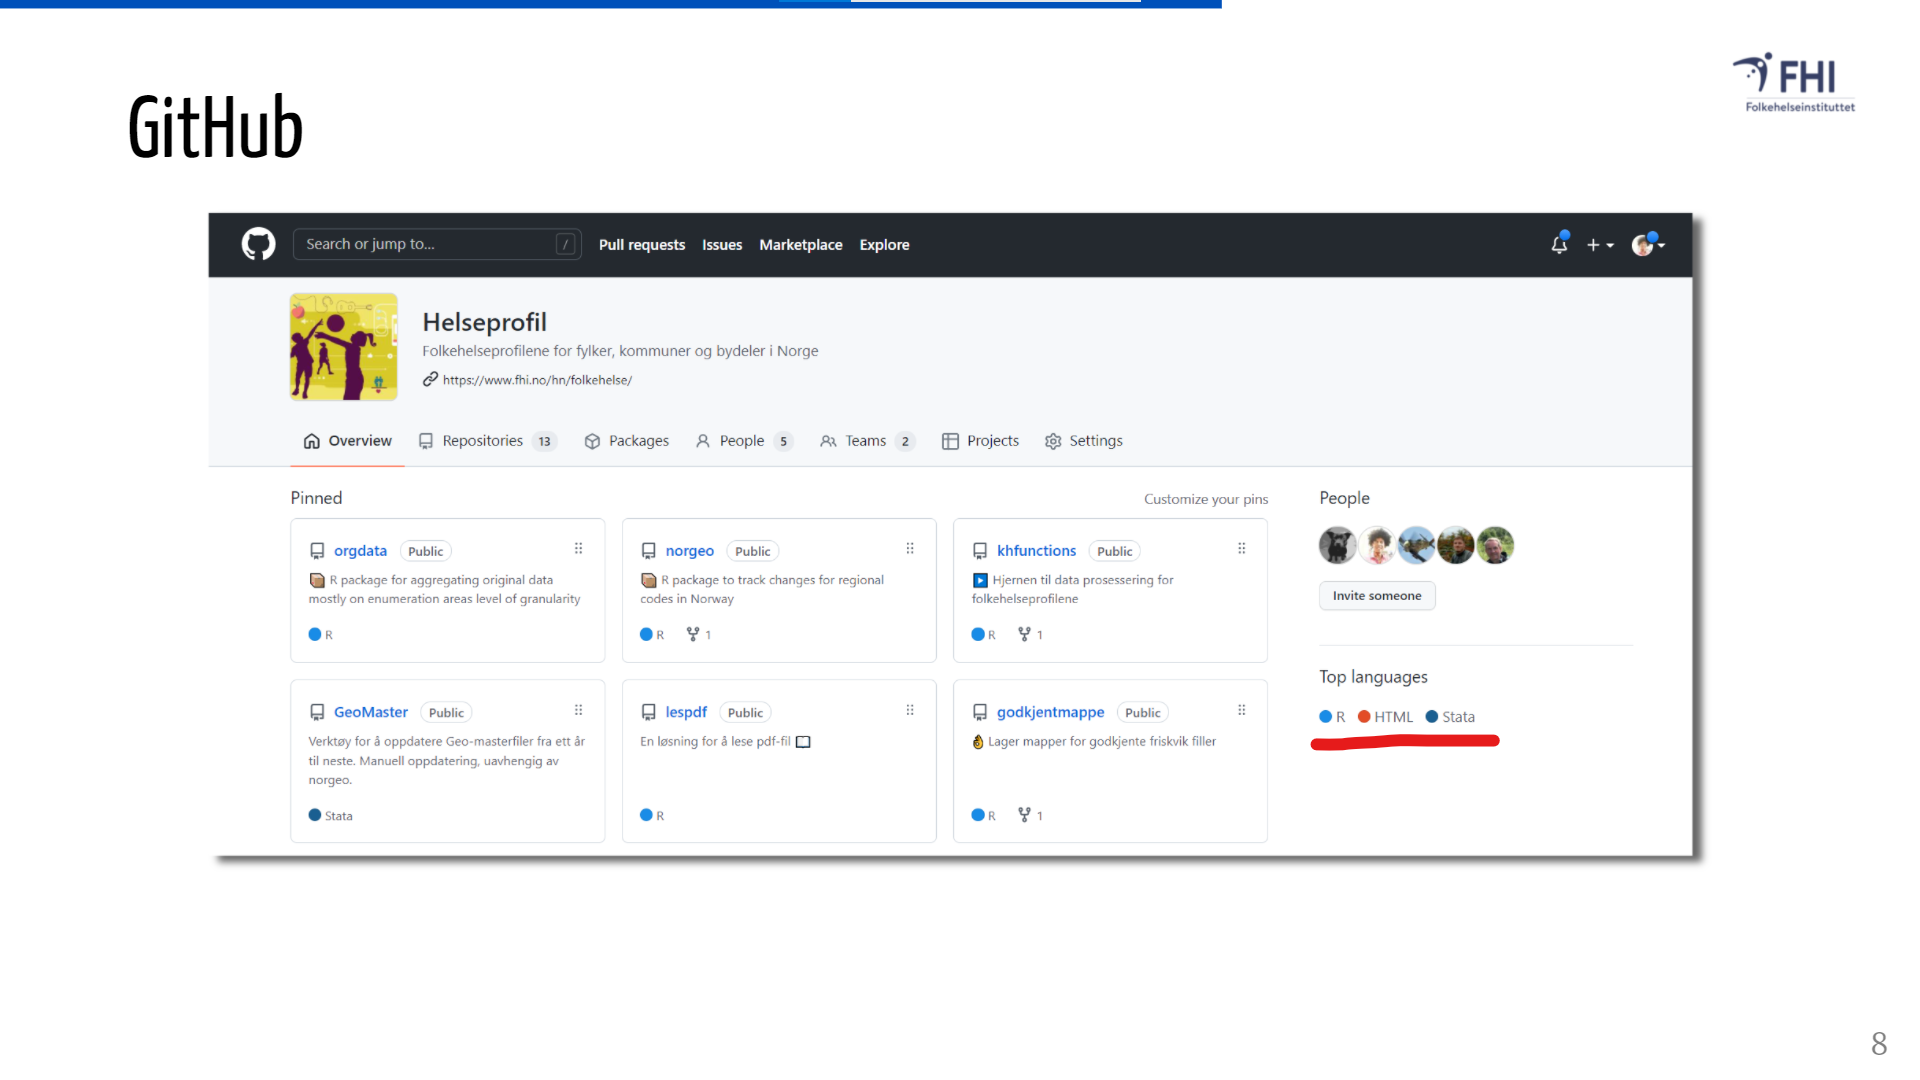 FHI
Folkehelseinstituttet
GitHub
Search or jump to... /
Pull requests Issues Marketplace Explore
Helseprofil
Folkehelseprofilene for fylker, kommuner og bydeler i Norge
https://www.fhi.no/hn/folkehelse/
Overview Repositories 13 Packages People 5 Teams 2 Projects Settings
Pinned
Customize your pins
orgdata Public
R package for aggregating original data
mostly on enumeration areas level of granularity
R
norgeo Public
R package to track changes for regional
codes in Norway
R 1
khfunctions Public
Hjernen til data prosessering for
folkehelseprofilene
R 1
GeoMaster Public
Verktøy for å oppdatere Geo-masterfiler fra ett år
til neste. Manuell oppdatering, uavhengig av
norgeo.
Stata
lespdf Public
En løsning for å lese pdf-fil
R
godkjentmappe Public
Lager mapper for godkjente friskvik filler
R 1
People
Invite someone
Top languages
R HTML Stata
8